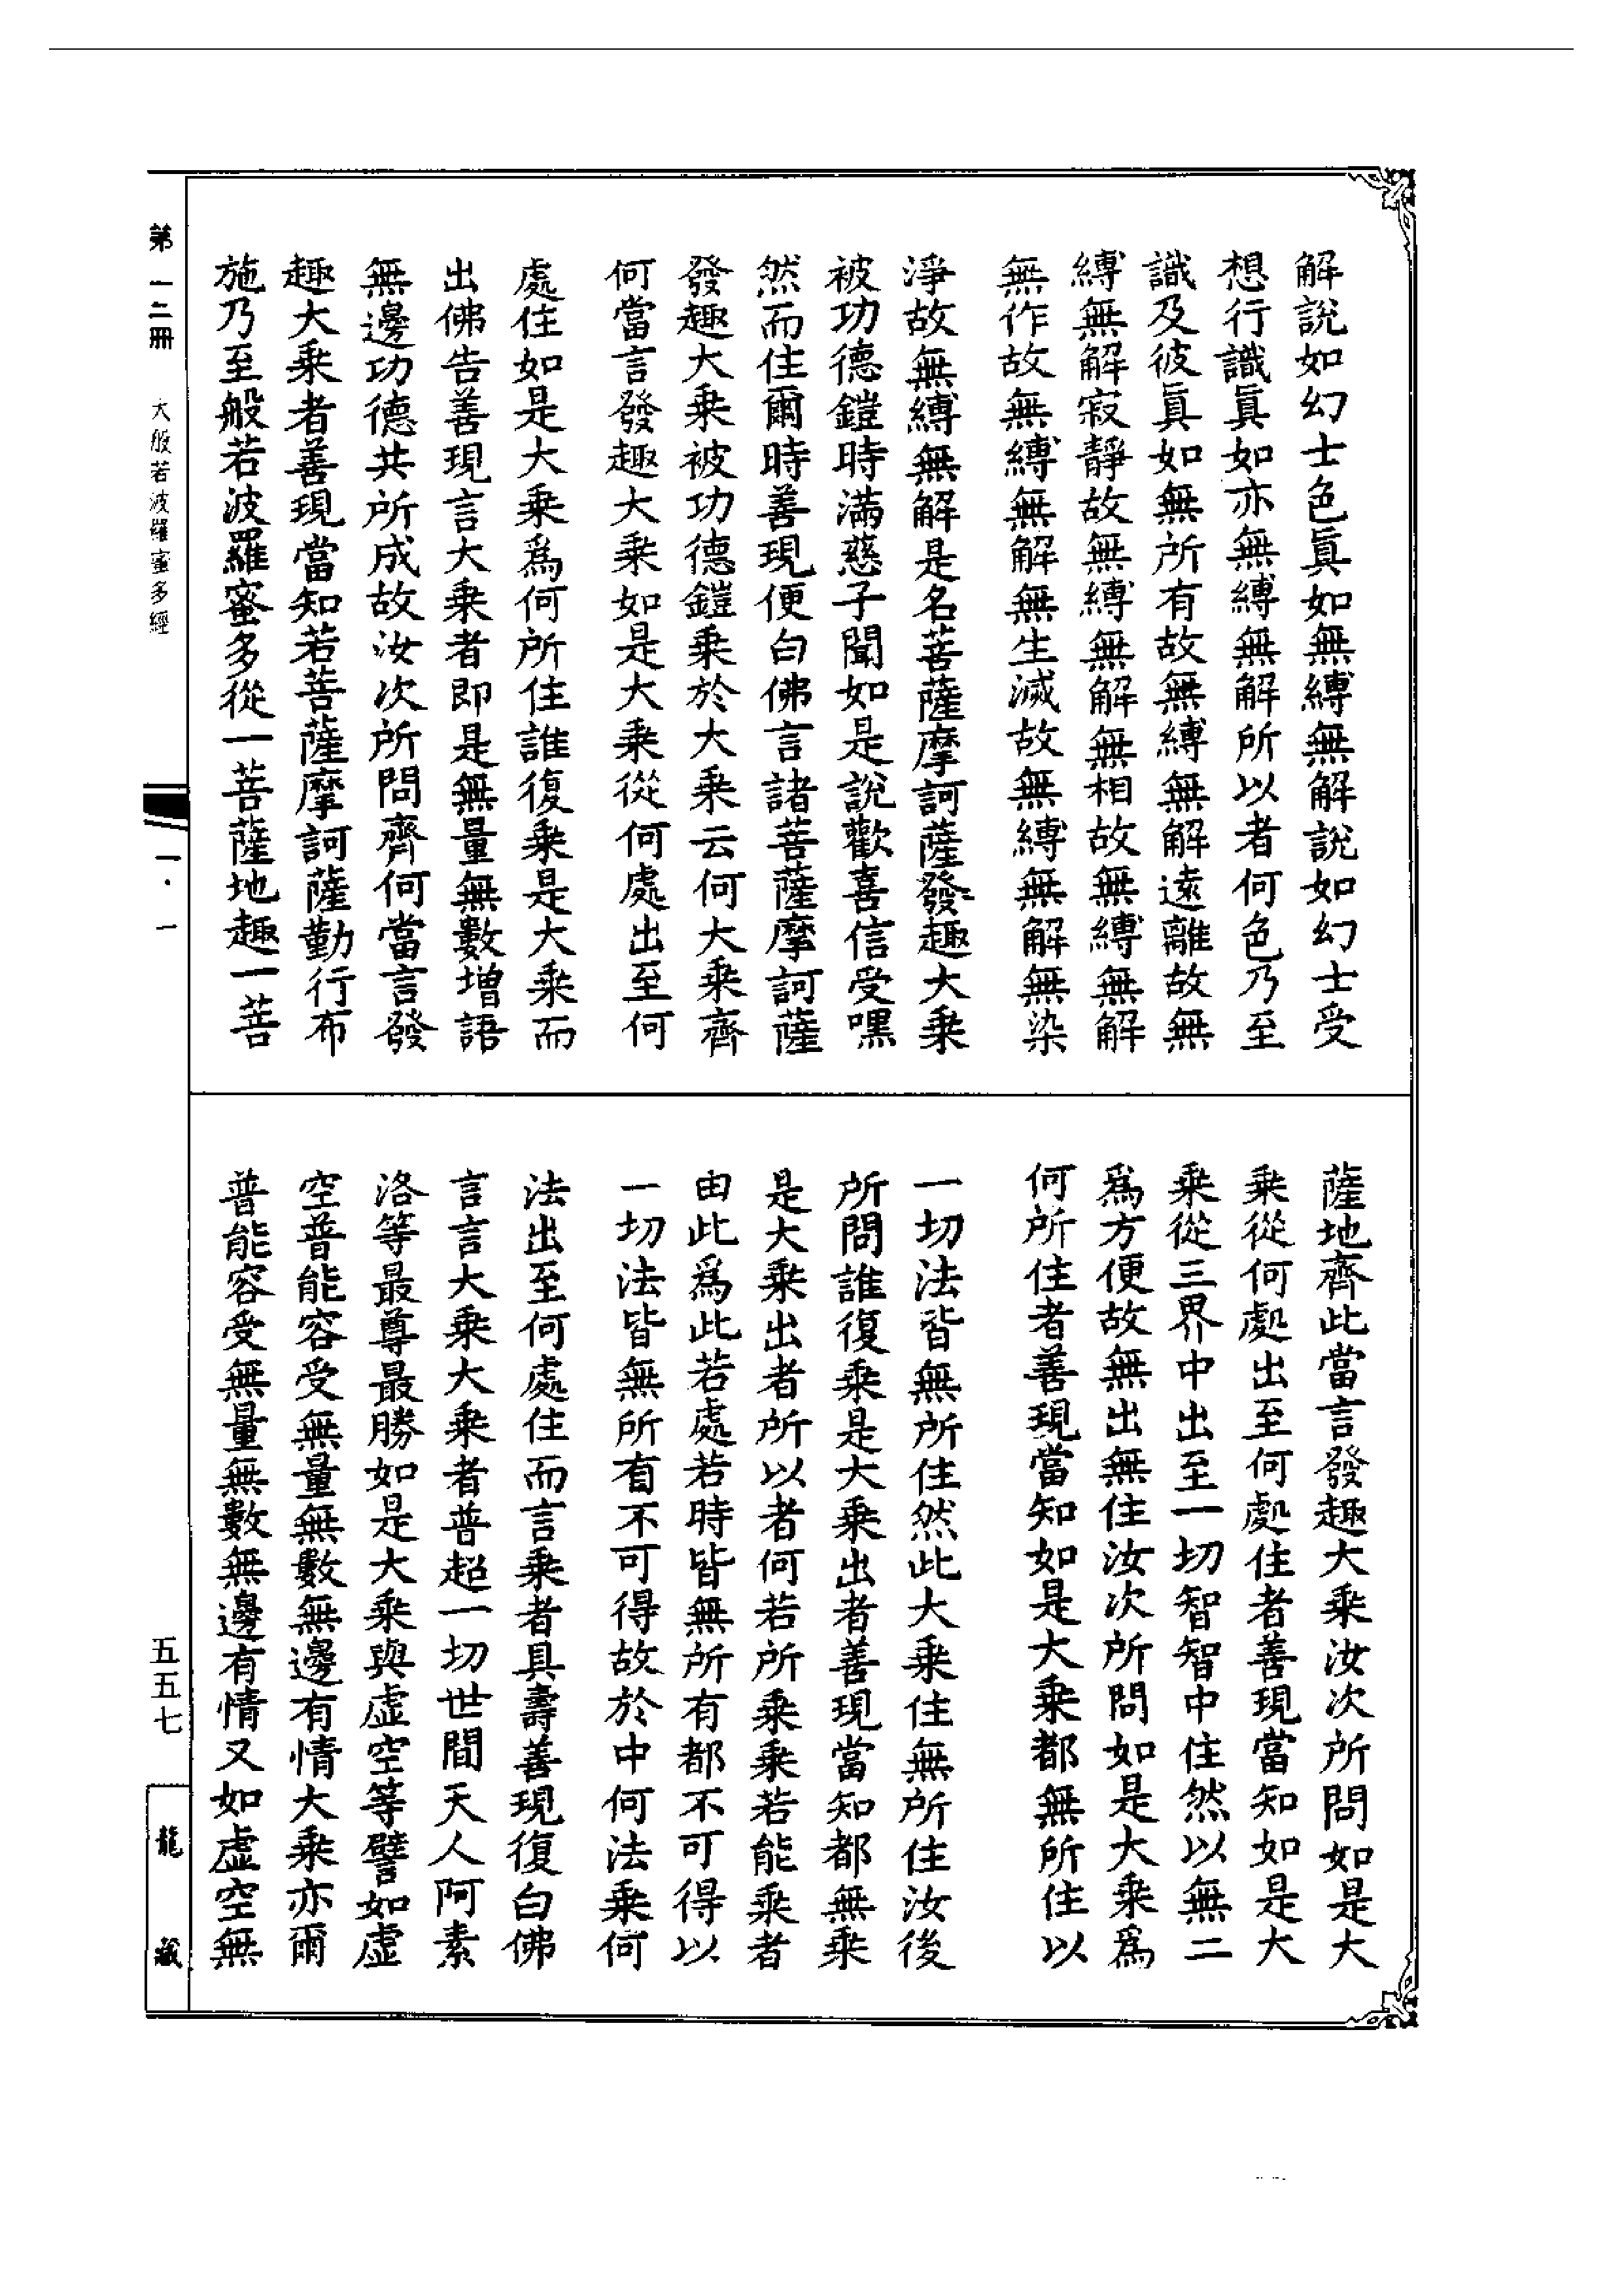 解說如幻士色眞如無縛無解說如幻士受
想行識眞如亦無縛無解所以者何色乃至
識及彼眞如無所有故無縛無解遠離故無
縛無解寂靜故無縛無解無相故無縛無解
無作故無縛無解無生滅故無縛無解無染
淨故無縛無解是名菩薩摩訶薩發趣大乘
被功德鎧時滿慈子聞如是說歡喜信受嘿
然而住爾時善現便白佛言諸菩薩摩訶薩
發趣大乘被功德鎧乘於大乘云何大乘齊
何當言發趣大乘如是大乘從何處出至何
處住如是大乘爲何所住誰復乘是大乘而
出佛告善現言大乘者即是無量無數增語
無邊功德共所成故汝次所問齊何當言發
趣大乘者善現當知若菩薩摩訶薩勤行布
施乃至般若波羅蜜多從一菩薩地趣一菩
薩地齊此當言發趣大乘汝次所問如是大
乘從何處出至何處住者善現當知如是大
乘從三界中出至一切智智中住然以無二
爲方便故無出無住汝次所問如是大乘爲
何所住者善現當知如是大乘都無所住以
一切法皆無所住然此大乘住無所住汝後
所問誰復乘是大乘出者善現當知都無乘
是大乘出者所以者何若所乘乘若能乘者
由此爲此若處若時皆無所有都不可得以
一切法皆無所有不可得故於中何法乘何
法出至何處住而言乘者具壽善現復白佛
言言大乘大乘者普超一切世間天人阿素
洛等最尊最勝如是大乘與虛空等譬如虛
空普能容受無量無數無邊有情大乘亦爾
普能容受無量無數無邊有情又如虛空無
第一二冊 大般若波羅蜜多經
一·一
五五七
龍藏